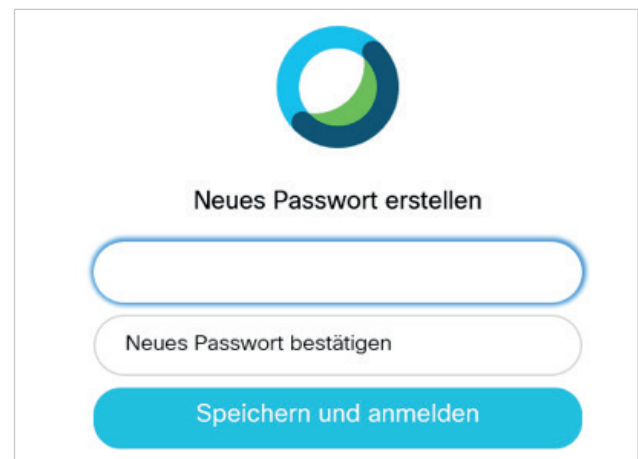 Neues Passwort erstellen
Neues Passwort bestätigen
Speichern und anmelden